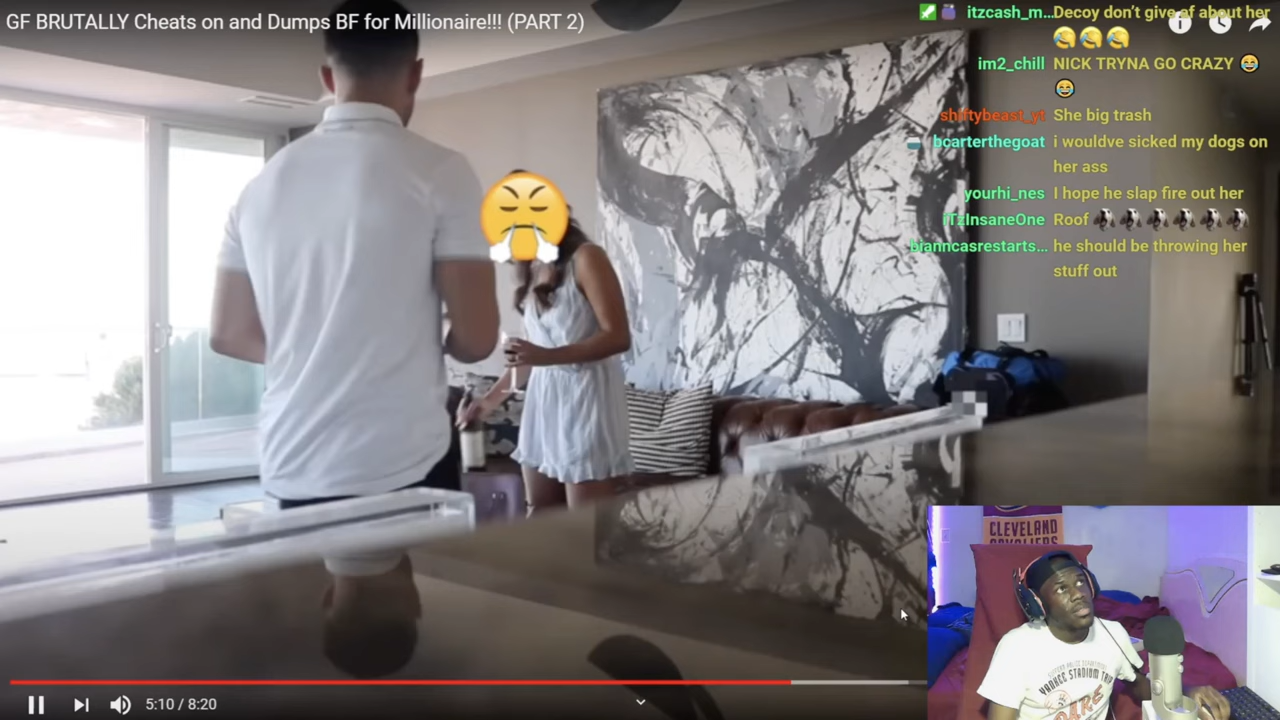 GF BRUTALLY Cheats on and Dumps BF for Millionaire!!! (PART 2)
itzcash_m... Decoy don't give af about her
im2_chill NICK TRYNA GO CRAZY
shiftybeast_yt She big trash
bcarterthegoat i wouldve sicked my dogs on
her ass
yourhi_nes I hope he slap fire out her
iTzInsaneOne Roof
bianncasrestarts... he should be throwing her
stuff out
CLEVELAND
CAVALIERS
YANKEE STADIUM
5:10 / 8:20